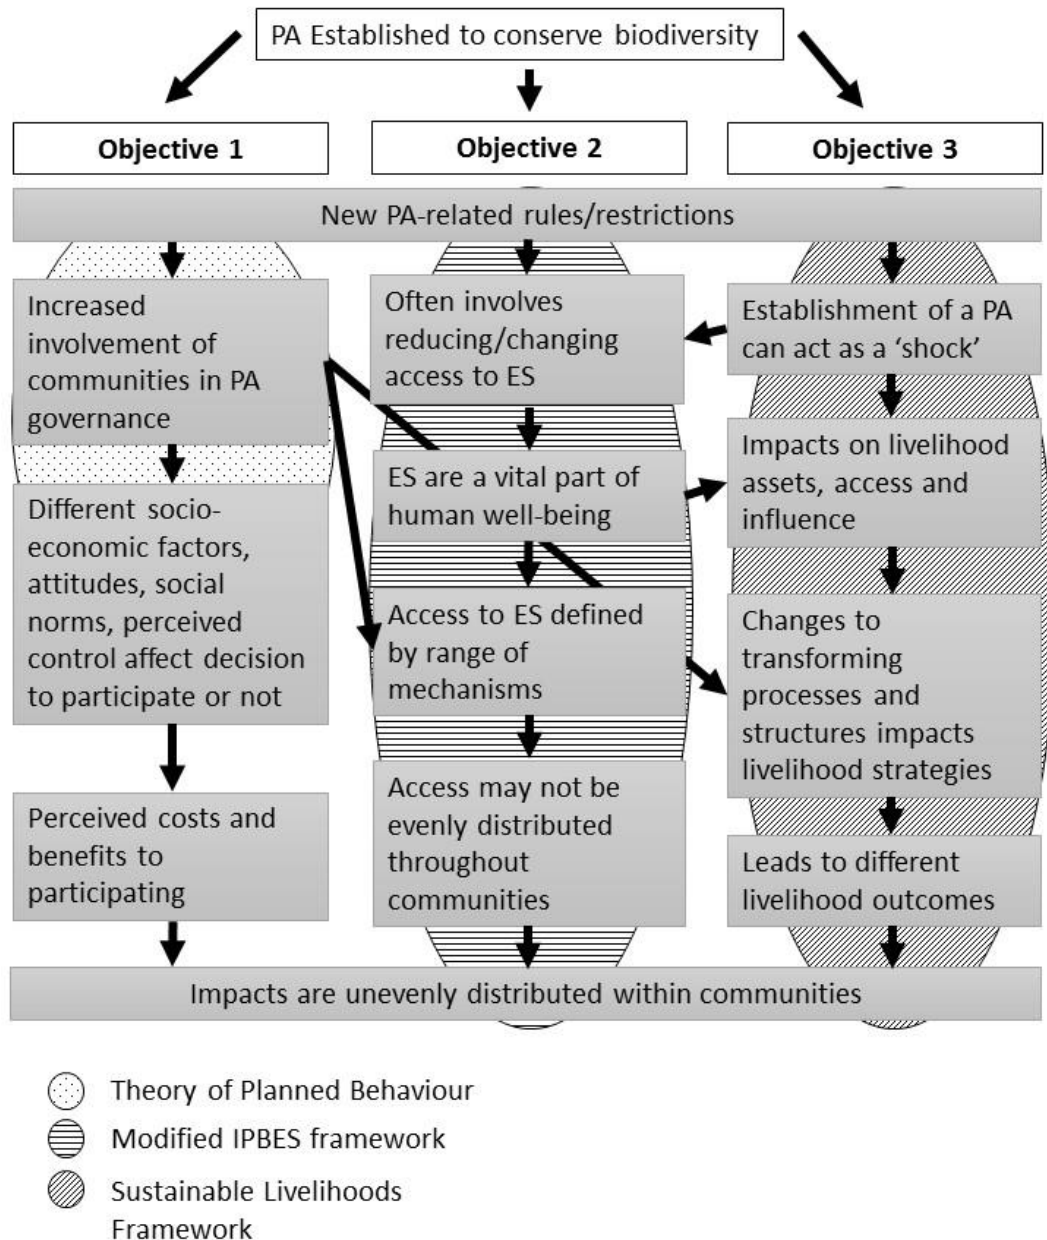 PA Established to conserve biodiversity
Objective 1
Objective 2
Objective 3
New PA-related rules/restrictions
Increased
involvement of
communities in PA
governance
Different socio-
economic factors,
attitudes, social
norms, perceived
control affect decision
to participate or not
Perceived costs and
benefits to
participating
Often involves
reducing/changing
access to ES
ES are a vital part of
human well-being
Access to ES defined
by range of
mechanisms
Access may not be
evenly distributed
throughout
communities
Establishment of a PA
can act as a ‘shock’
Impacts on livelihood
assets, access and
influence
Changes to
transforming
processes and
structures impacts
livelihood strategies
Leads to different
livelihood outcomes
Impacts are unevenly distributed within communities
Theory of Planned Behaviour
Modified IPBES framework
Sustainable Livelihoods
Framework